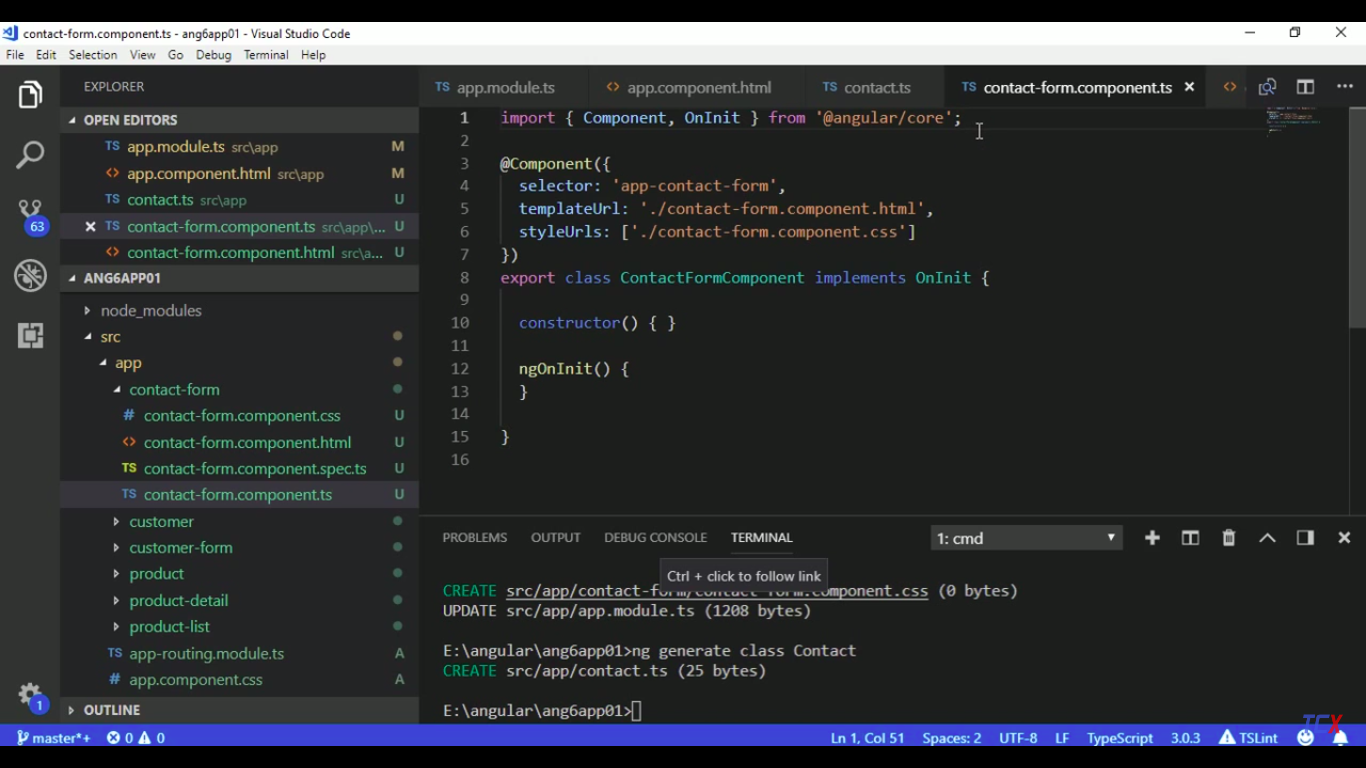 contact-form.component.ts - ang6app01 - Visual Studio Code
File Edit Selection View Go Debug Terminal Help
EXPLORER
OPEN EDITORS
TS app.module.ts src\app M
<> app.component.html src\app M
TS contact.ts src\app U
TS contact-form.component.ts src\app\... U
<> contact-form.component.html src\a... U
ANG6APP01
node_modules
src
app
contact-form
# contact-form.component.css U
<> contact-form.component.html U
TS contact-form.component.spec.ts U
TS contact-form.component.ts U
customer
customer-form
product
product-detail
product-list
TS app-routing.module.ts A
# app.component.css A
OUTLINE
63
1
TS app.module.ts <> app.component.html TS contact.ts TS contact-form.component.ts <>
1 import { Component, OnInit } from '@angular/core';
2
3 @Component({
4 selector: 'app-contact-form',
5 templateUrl: './contact-form.component.html',
6 styleUrls: ['./contact-form.component.css']
7 })
8 export class ContactFormComponent implements OnInit {
9
10 constructor() { }
11
12 ngOnInit() {
13 }
14
15 }
16
PROBLEMS OUTPUT DEBUG CONSOLE TERMINAL 1: cmd
Ctrl + click to follow link
CREATE src/app/contact-form/contact-form.component.css (0 bytes)
UPDATE src/app/app.module.ts (1208 bytes)
E:\angular\ang6app01>ng generate class Contact
CREATE src/app/contact.ts (25 bytes)
E:\angular\ang6app01>
master*+ 0 0 Ln 1, Col 51 Spaces: 2 UTF-8 LF TypeScript 3.0.3 TSLint
TCX